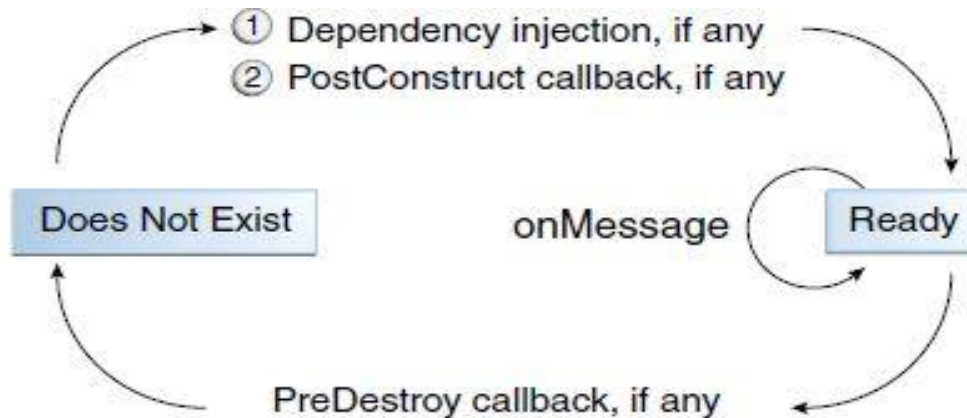 1 Dependency injection, if any
2 PostConstruct callback, if any
Does Not Exist
onMessage
Ready
PreDestroy callback, if any